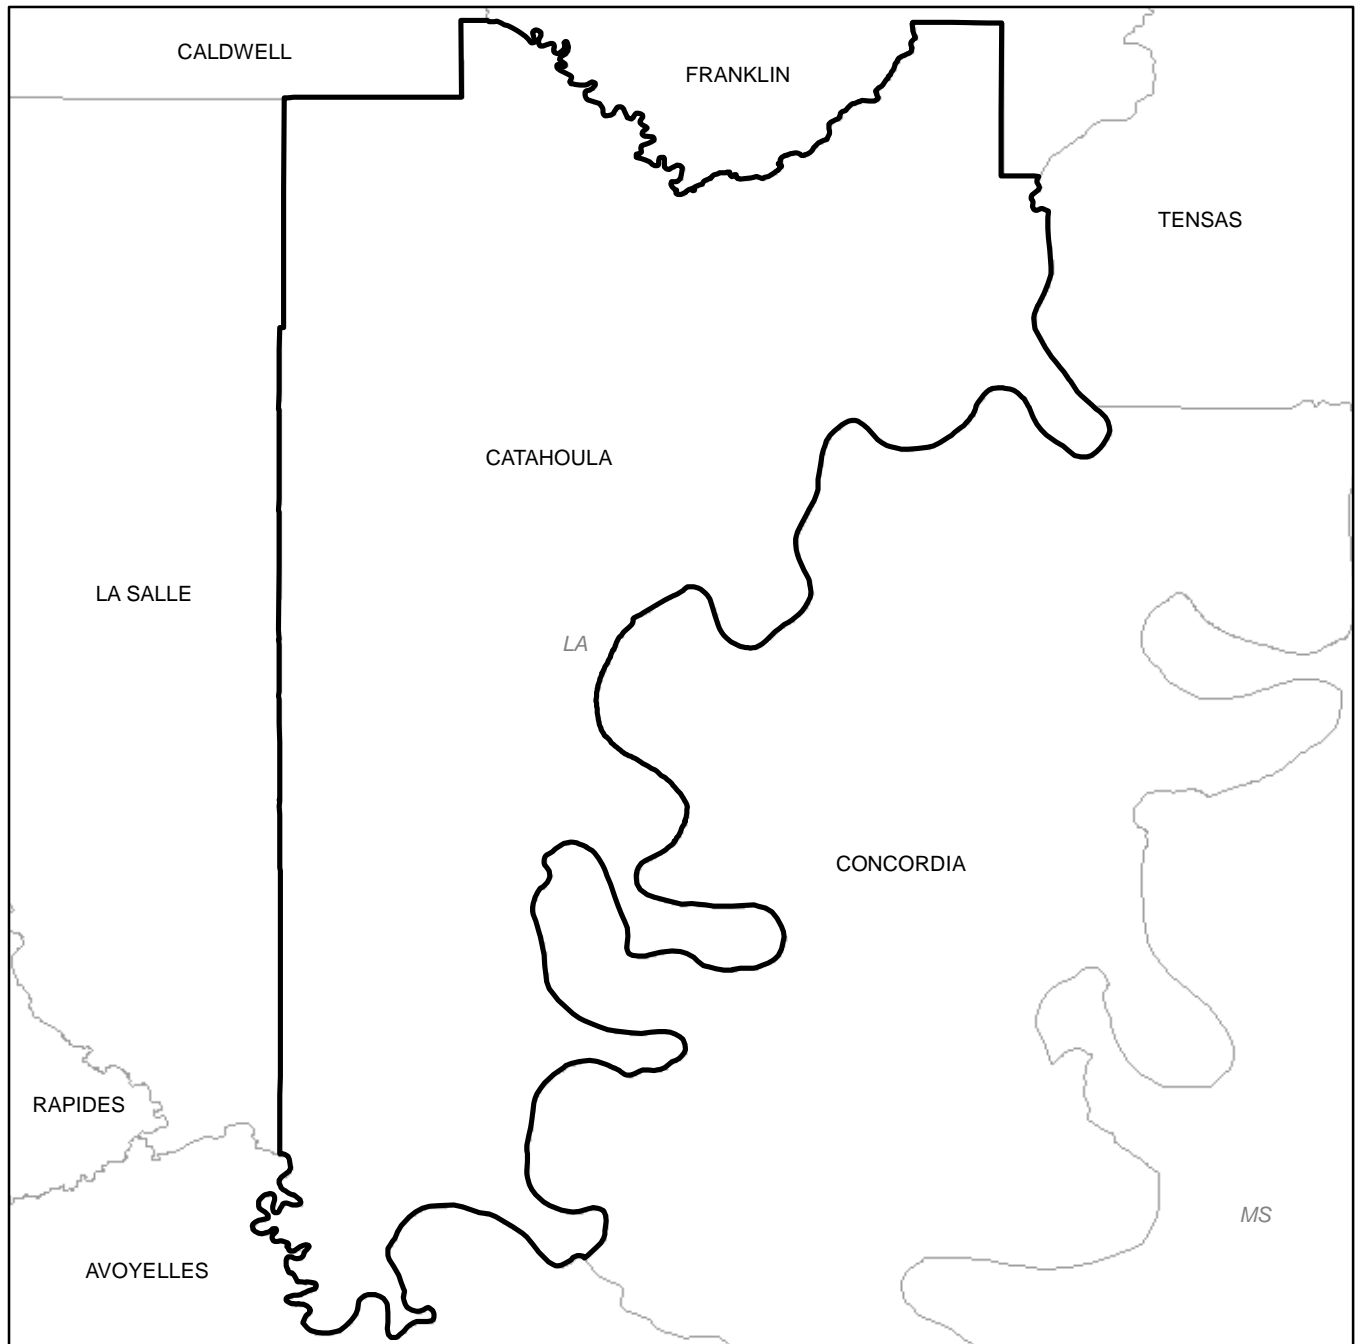 CALDWELL
FRANKLIN
TENSAS
CATAHOULA
LA SALLE
LA
CONCORDIA
RAPIDES
MS
AVOYELLES